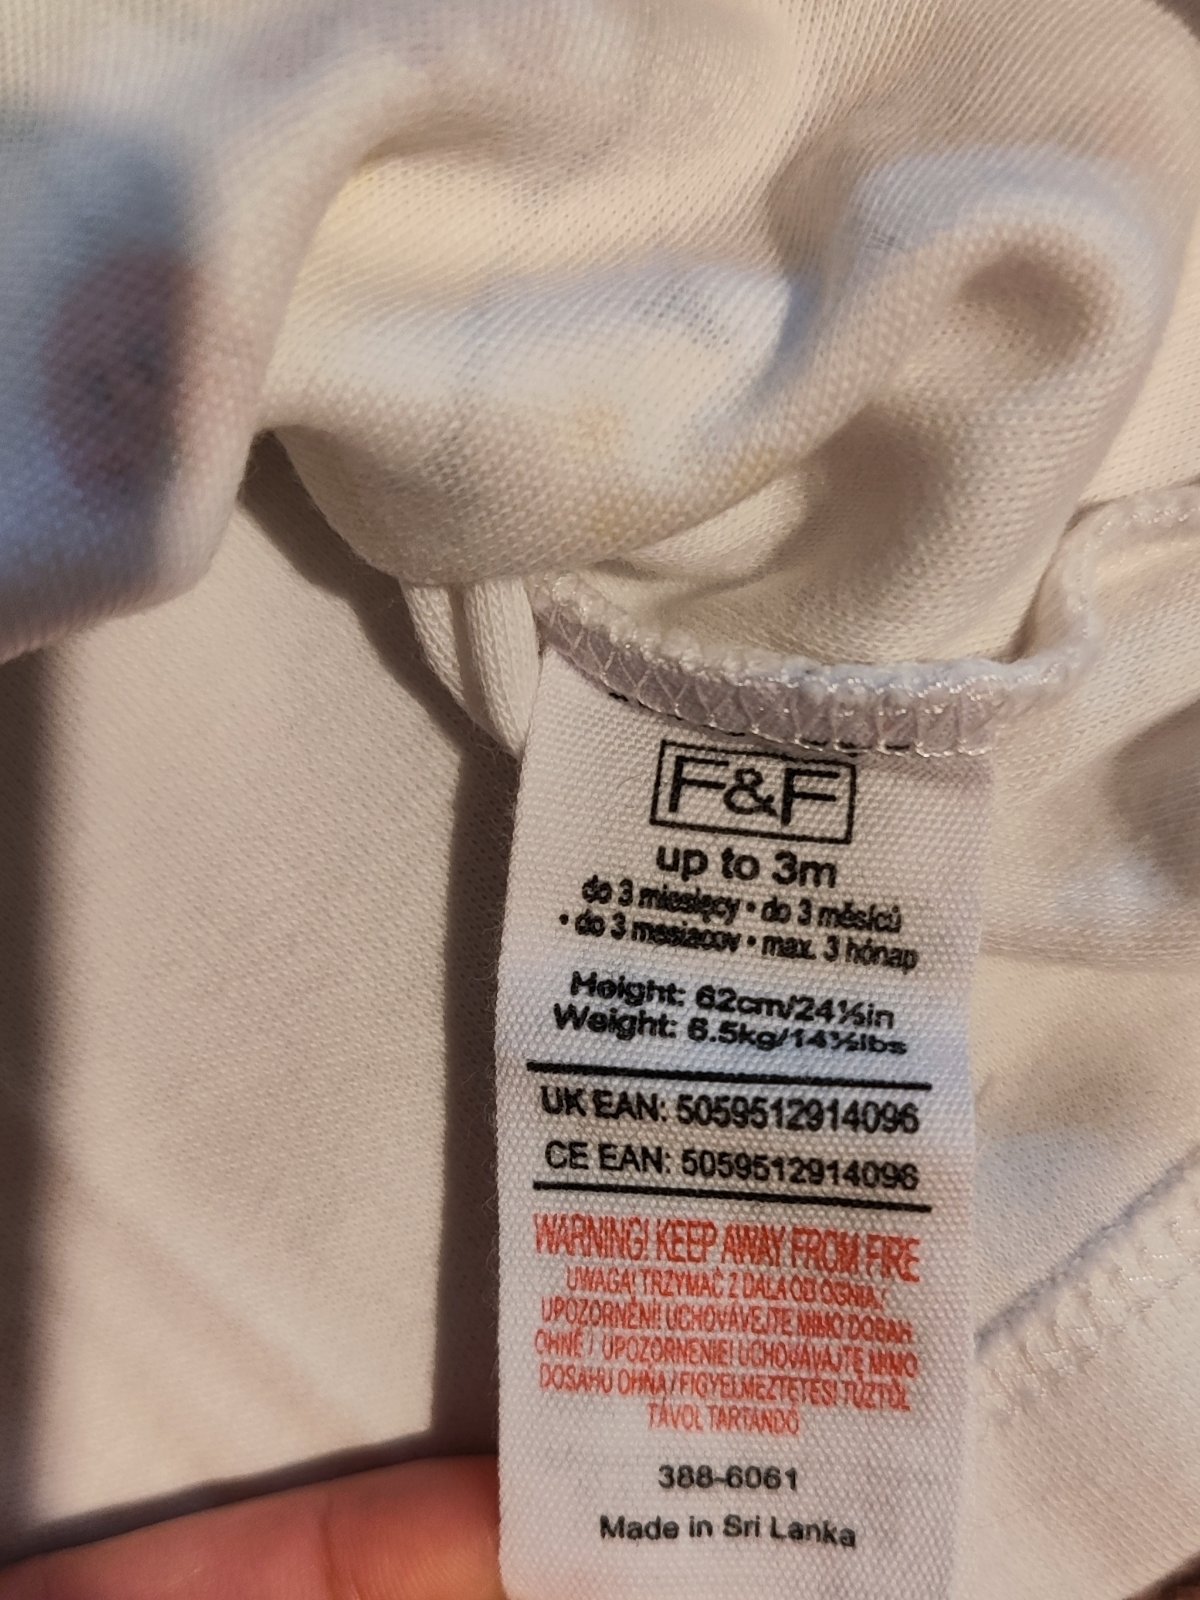 F&F
up to 3m
do 3 miesięcy • do 3 měsíců
• do 3 mesiacov • max. 3 hónap
Height: 62cm/24½in
Weight: 6.5kg/14½lbs
UK EAN: 5059512914096
CE EAN: 5059512914096
WARNING! KEEP AWAY FROM FIRE
UWAGA! TRZYMAĆ Z DALA OD OGNIA /
UPOZORNĚNÍ! UCHOVÁVEJTE MIMO DOSAH
OHNĚ / UPOZORNENIE! UCHOVÁVAJTE MIMO
DOSAHU OHŇA / FIGYELMEZTETÉS! TŰZTŐL
TÁVOL TARTANDÓ
388-6061
Made in Sri Lanka